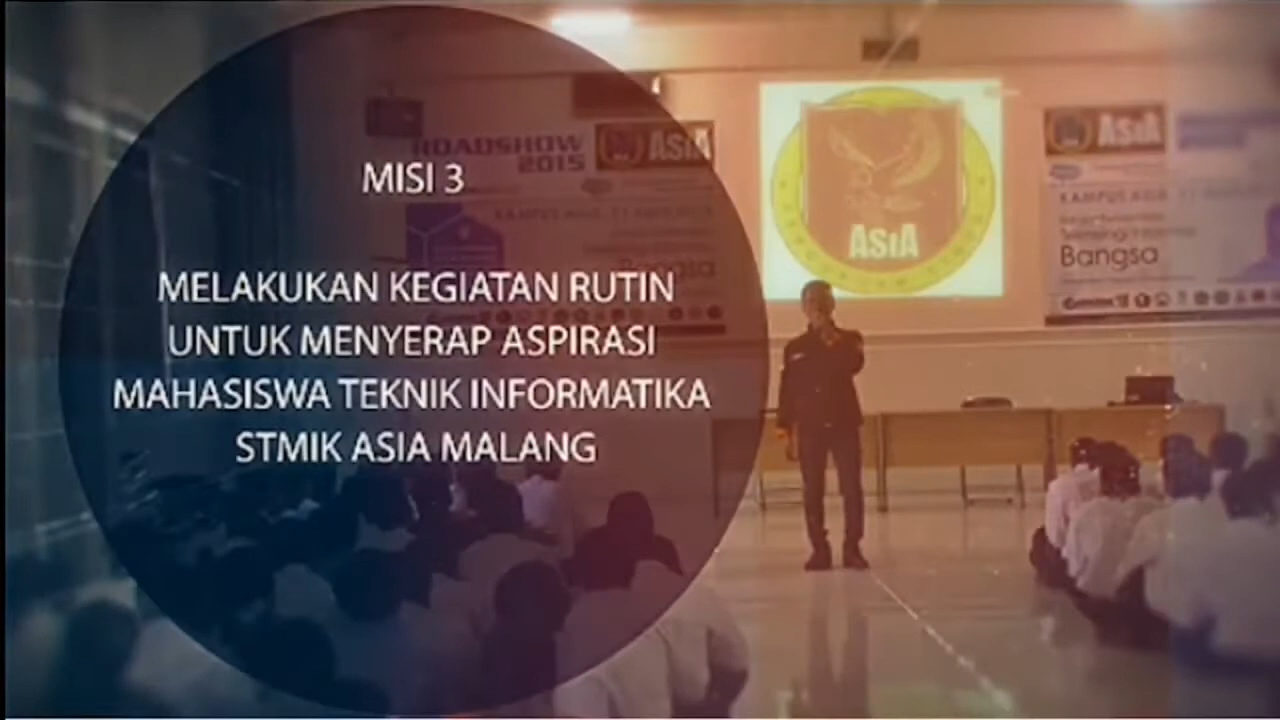 MISI 3
MELAKUKAN KEGIATAN RUTIN
UNTUK MENYERAP ASPIRASI
MAHASISWA TEKNIK INFORMATIKA
STMIK ASIA MALANG
ROADSHOW
2015
ASIA
ASIA
ASIA
Bangsa
Bangsa